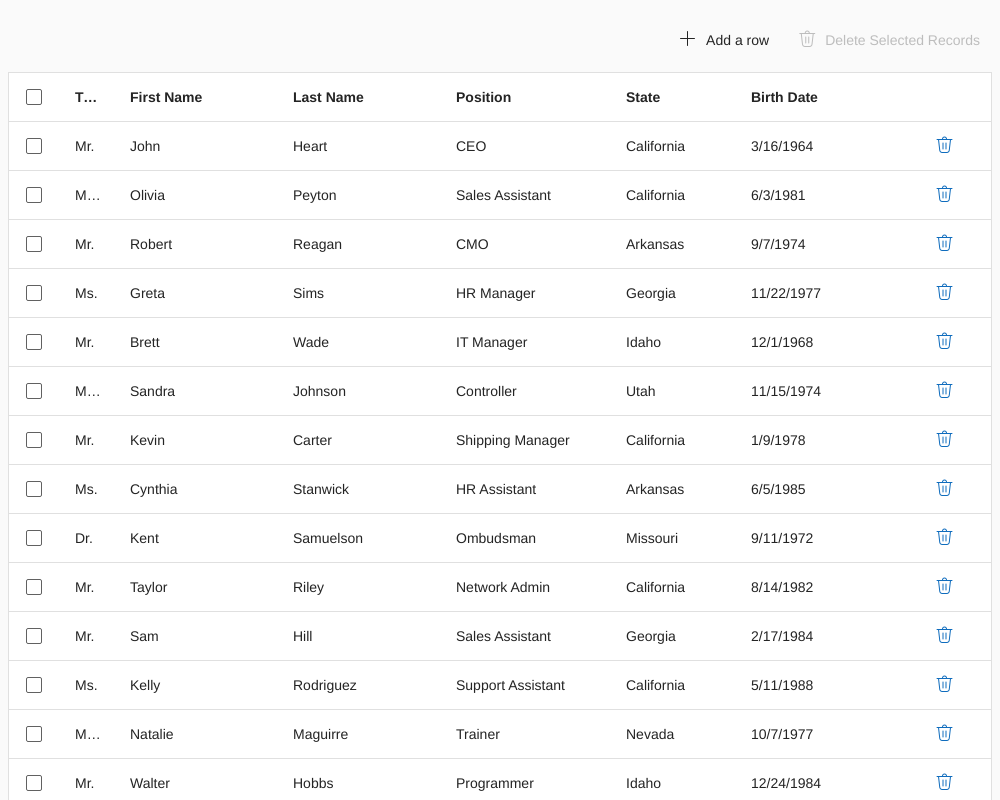 Add a row Delete Selected Records
T... First Name Last Name Position State Birth Date
Mr. John Heart CEO California 3/16/1964
M... Olivia Peyton Sales Assistant California 6/3/1981
Mr. Robert Reagan CMO Arkansas 9/7/1974
Ms. Greta Sims HR Manager Georgia 11/22/1977
Mr. Brett Wade IT Manager Idaho 12/1/1968
M... Sandra Johnson Controller Utah 11/15/1974
Mr. Kevin Carter Shipping Manager California 1/9/1978
Ms. Cynthia Stanwick HR Assistant Arkansas 6/5/1985
Dr. Kent Samuelson Ombudsman Missouri 9/11/1972
Mr. Taylor Riley Network Admin California 8/14/1982
Mr. Sam Hill Sales Assistant Georgia 2/17/1984
Ms. Kelly Rodriguez Support Assistant California 5/11/1988
M... Natalie Maguirre Trainer Nevada 10/7/1977
Mr. Walter Hobbs Programmer Idaho 12/24/1984